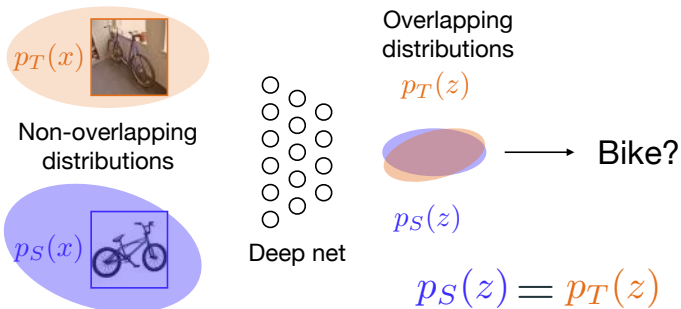 p_T(x)
Non-overlapping
distributions
p_S(x)
Deep net
Overlapping
distributions
p_T(z)
p_S(z)
Bike?
p_S(z) = p_T(z)